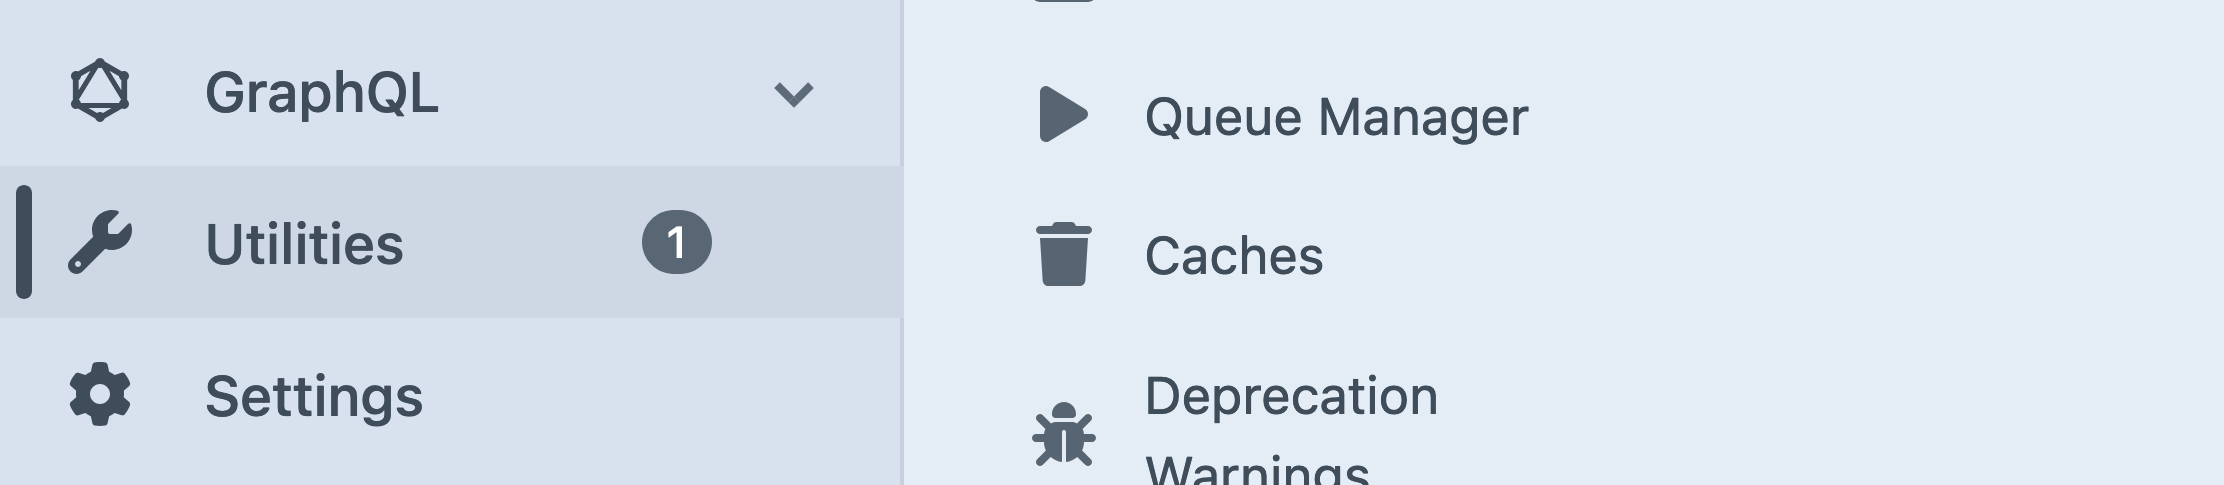 GraphQL
Utilities 1
Settings
Queue Manager
Caches
Deprecation
Warnings